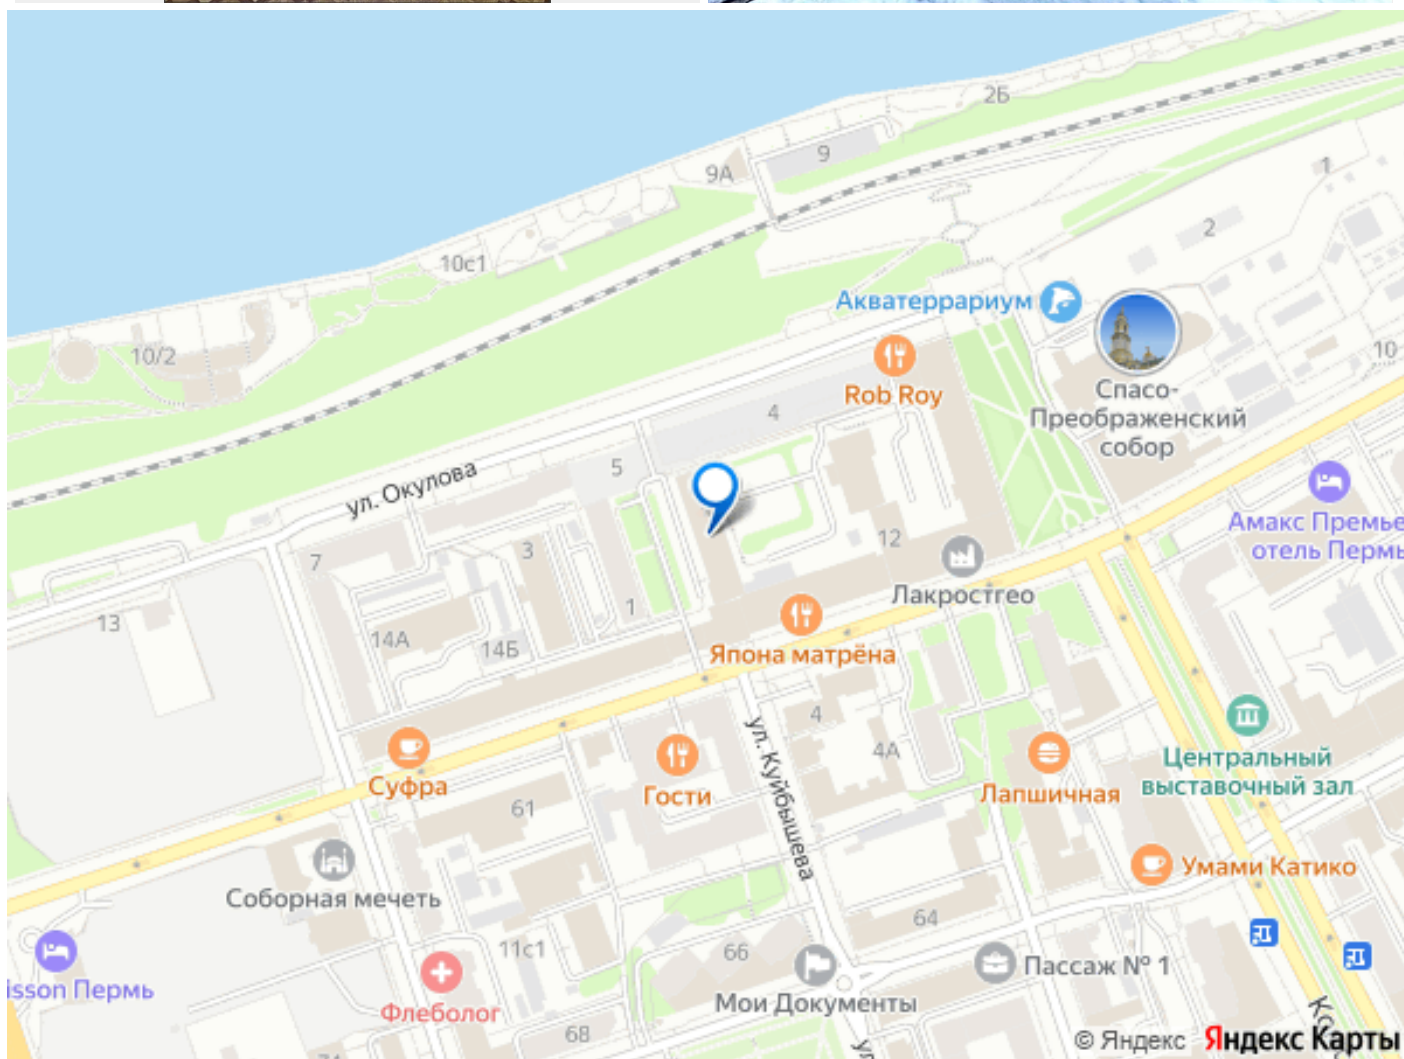 2Б
9
9А
1
2
10с1
Акватеррариум
10/2
10
Rob Roy
Спасо-
Преображенский
собор
4
5
ул. Окулова
Амакс Премье
отель Пермь
3
12
7
Лакростгео
1
13
14А
14Б
Япона матрёна
4
ул. Куйбышева
4А
Центральный
выставочный зал
Суфра
Гости
Лапшичная
61
Умами Катико
Соборная мечеть
64
11с1
66
Пассаж № 1
isson Пермь
Мои Документы
Флеболог
68
© Яндекс Яндекс Карты